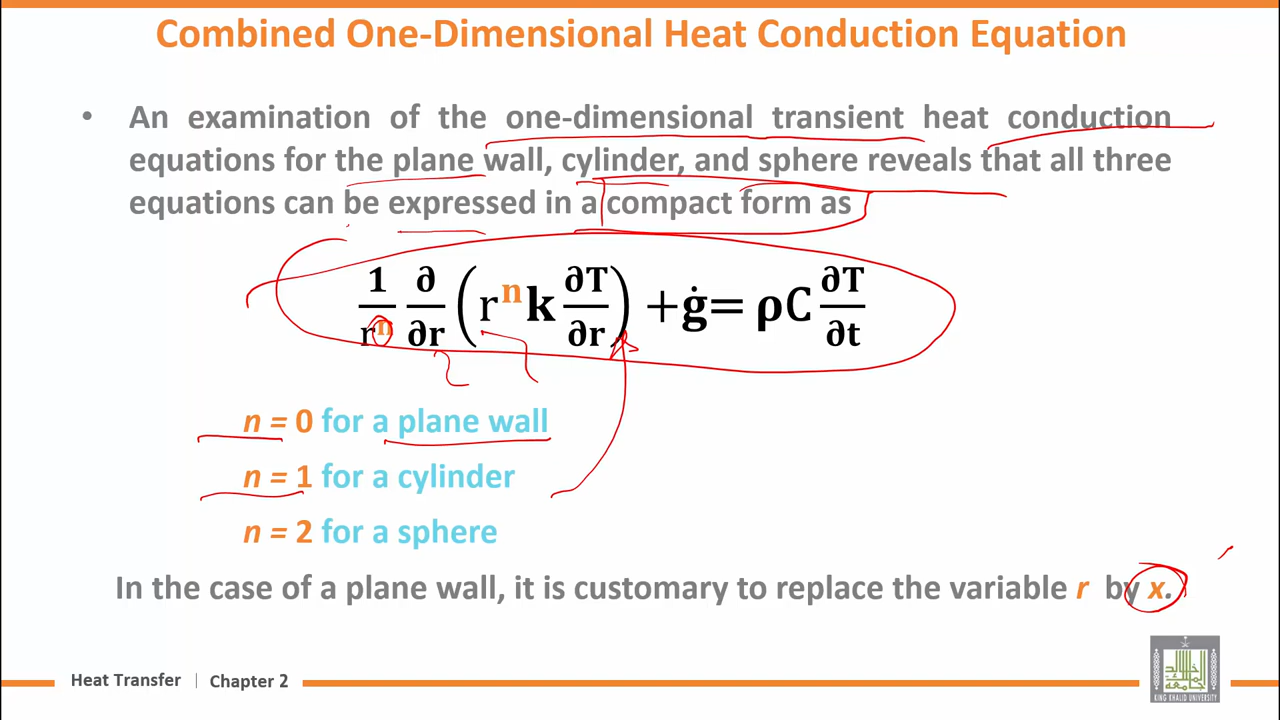 Combined One-Dimensional Heat Conduction Equation
• An examination of the one-dimensional transient heat conduction
equations for the plane wall, cylinder, and sphere reveals that all three
equations can be expressed in a compact form as
1/rⁿ ∂/∂r (rⁿ k ∂T/∂r) + ġ = ρC ∂T/∂t
n = 0 for a plane wall
n = 1 for a cylinder
n = 2 for a sphere
In the case of a plane wall, it is customary to replace the variable r by x.
Heat Transfer | Chapter 2
KING KHALID UNIVERSITY